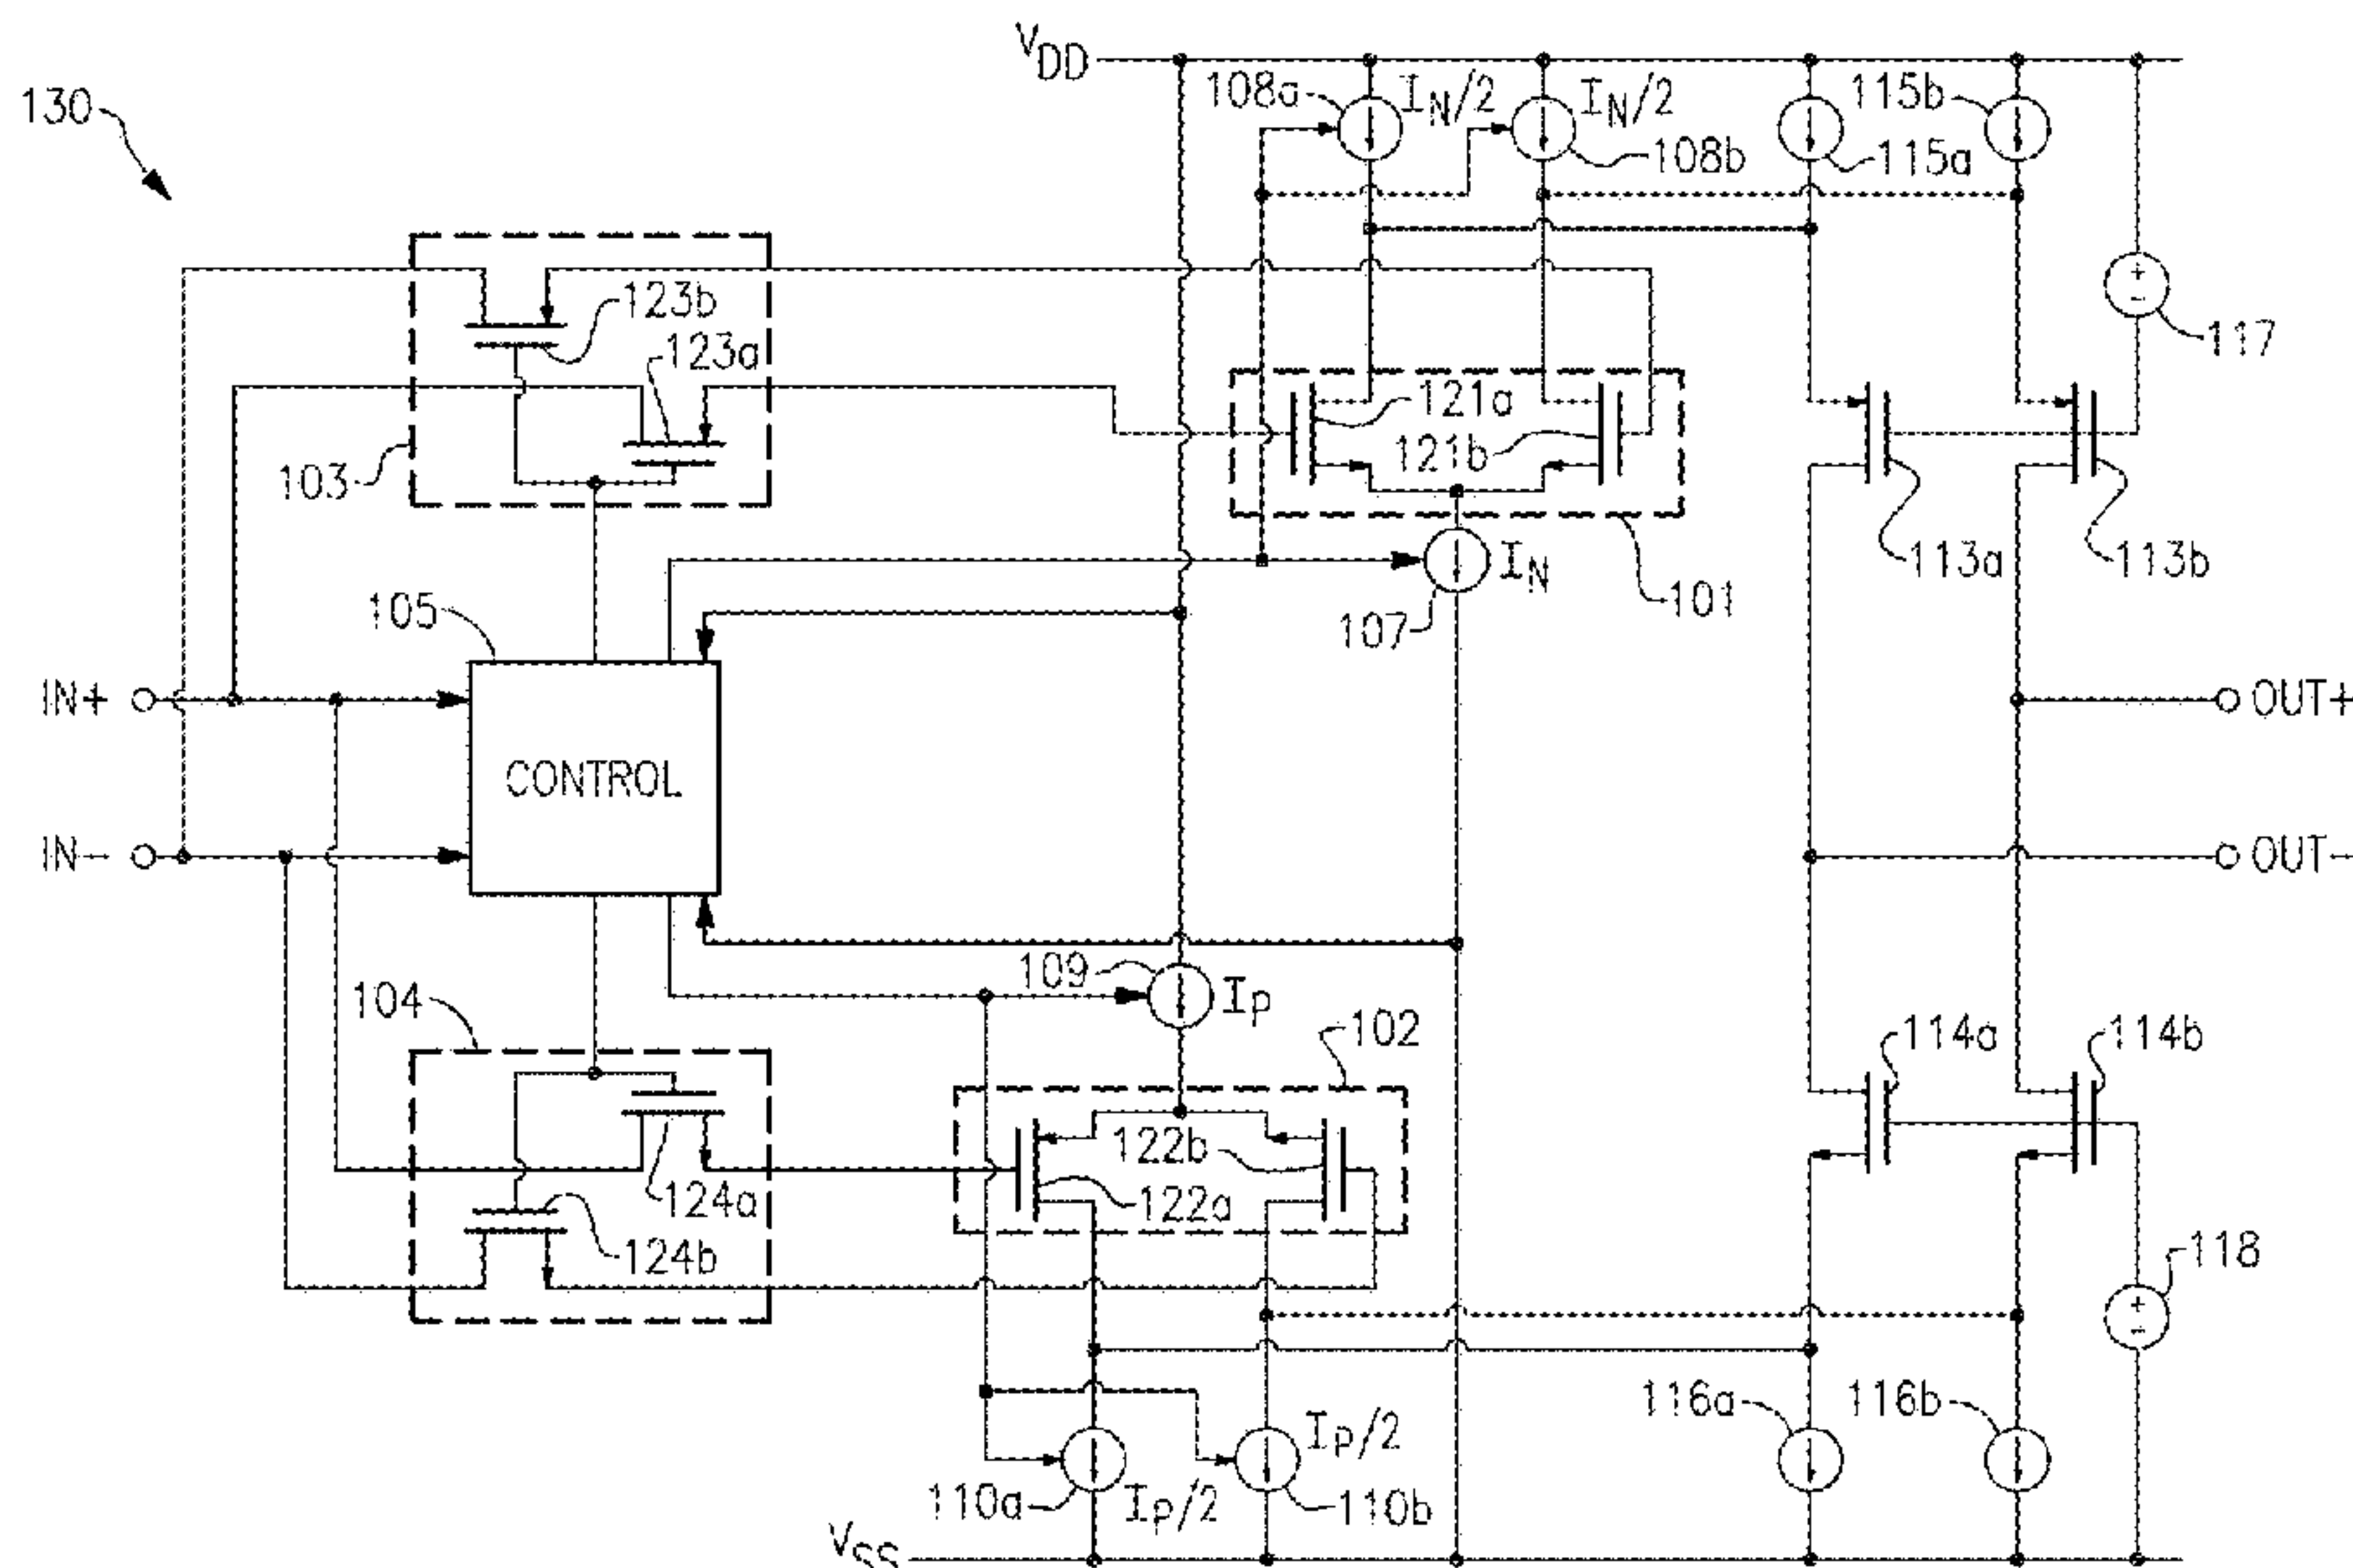 VDD
130
108a
IN/2
IN/2
115b
108b
115a
123b
117
123a
121a
121b
103
113a
113b
IN
101
105
107
IN+
OUT+
CONTROL
IN-
OUT-
109
IP
104
102
114a
114b
122b
124a
122a
124b
118
116a
116b
IP/2
110a
IP/2
110b
VSS